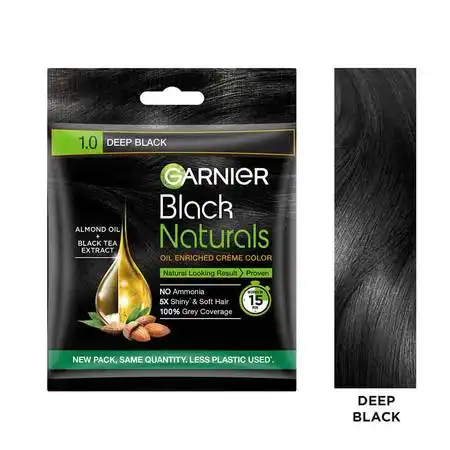 1.0 DEEP BLACK
GARNIER
Black
Naturals
OIL ENRICHED CRÈME COLOR
Natural Looking Result > Proven
ALMOND OIL
+
BLACK TEA
EXTRACT
NO Ammonia
5X Shiny* & Soft Hair
100% Grey Coverage
15
MIN
NEW PACK, SAME QUANTITY. LESS PLASTIC USED*.
DEEP
BLACK